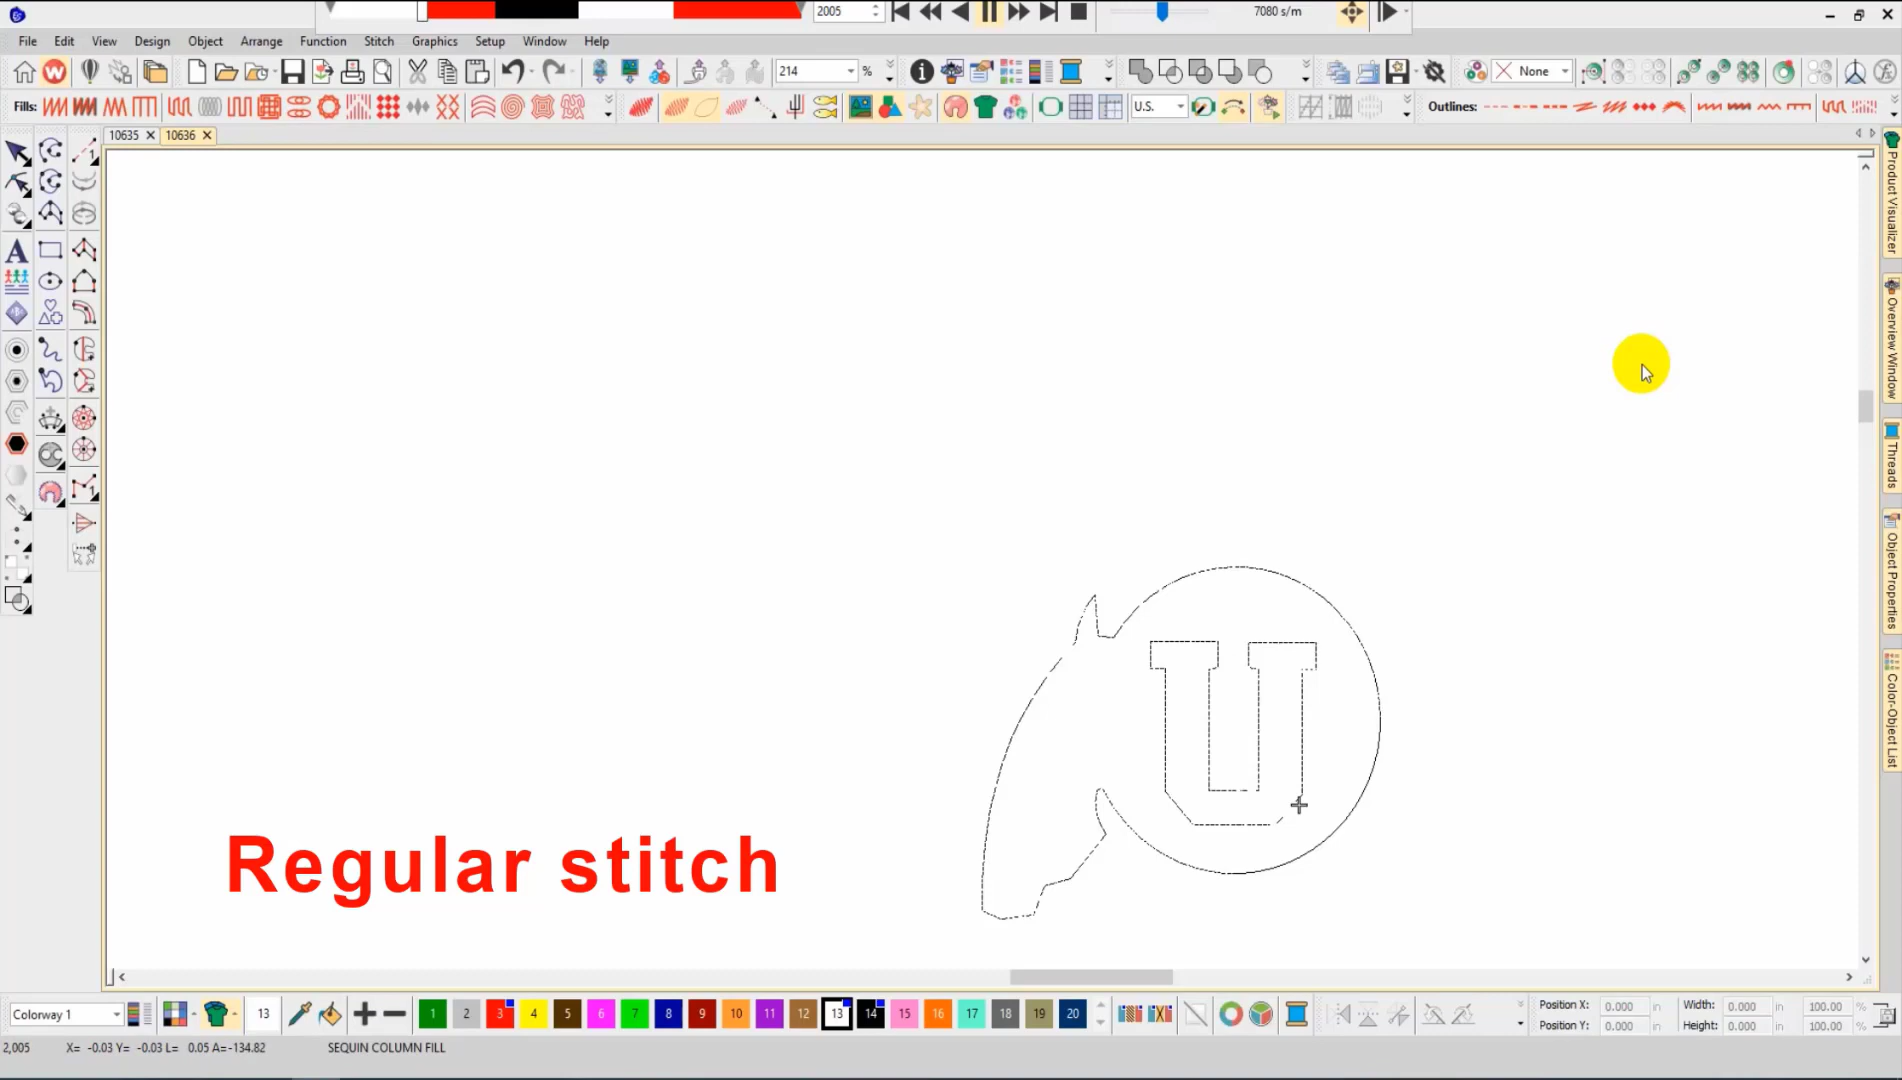 2005
7080 s/m
File Edit View Design Object Arrange Function Stitch Graphics Setup Window Help
214 %
None
Fills:
U.S.
Outlines:
10635
10636
A
Product Visualizer
Overview Window
Threads
Object Properties
Color-Object List
U
Regular stitch
Colorway 1
13
1 2 3 4 5 6 7 8 9 10 11 12 13 14 15 16 17 18 19 20
Position X: 0.000 in Width: 0.000 in 100.00 %
Position Y: 0.000 in Height: 0.000 in 100.00 %
2,005 X= -0.03 Y= -0.03 L= 0.05 A=-134.82 SEQUIN COLUMN FILL